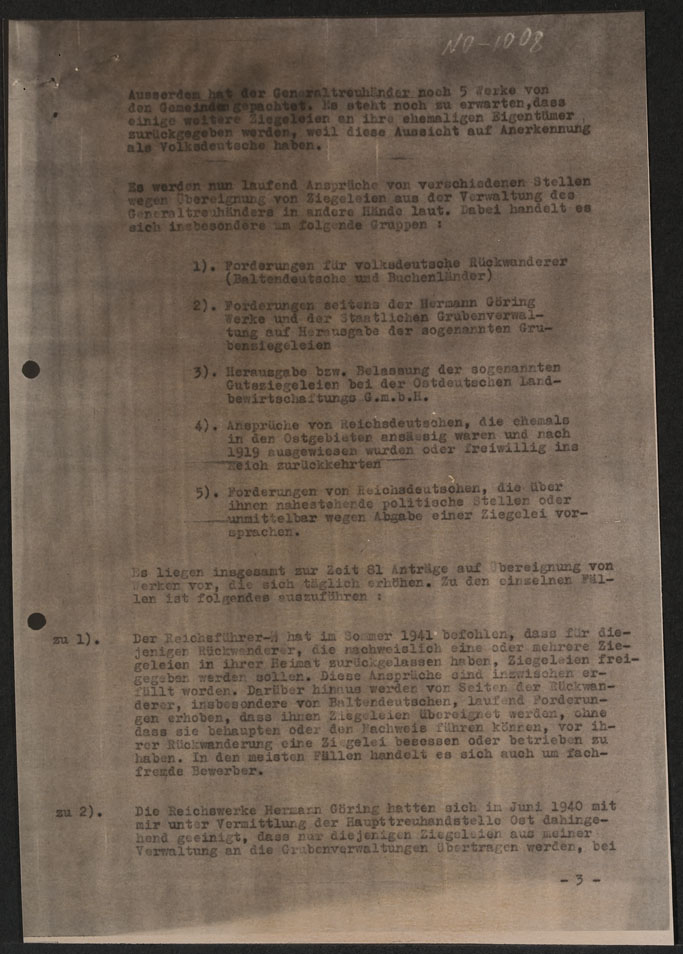 NO-1008
Ausserdem hat der Generaltreuhänder noch 5 Werke von
den Gemeinden gepachtet. Es steht noch zu erwarten, dass
einige weitere Ziegeleien an ihre ehemaligen Eigentümer
zurückgegeben werden, weil diese Aussicht auf Anerkennung
als Volksdeutsche haben.
Es werden nun laufend Ansprüche von verschiedenen Stellen
wegen Übereignung von Ziegeleien aus der Verwaltung des
Generaltreuhänders in andere Hände laut. Dabei handelt es
sich insbesondere um folgende Gruppen :
1). Forderungen für volksdeutsche Rückwanderer
(Baltendeutsche und Buchenländer)
2). Forderungen seitens der Hermann Göring
Werke und der Staatlichen Grubenverwal-
tung auf Herausgabe der sogenannten Gru-
benziegeleien
3). Herausgabe bzw. Belassung der sogenannten
Gutsziegeleien bei der Ostdeutschen Land-
bewirtschaftungs G.m.b.H.
4). Ansprüche von Reichsdeutschen, die ehemals
in den Ostgebieten ansässig waren und nach
1919 ausgewiesen wurden oder freiwillig ins
Reich zurückkehrten
5). Forderungen von Reichsdeutschen, die über
ihnen nahestehende politische Stellen oder
unmittelbar wegen Abgabe einer Ziegelei vor-
sprachen.
Es liegen insgesamt zur Zeit 81 Anträge auf Übereignung von
Werken vor, die sich täglich erhöhen. Zu den einzelnen Fäl-
len ist folgendes auszuführen :
zu 1). Der Reichsführer-SS hat im Sommer 1941 befohlen, dass für die-
jenigen Rückwanderer, die nachweislich eine oder mehrere Zie-
geleien in ihrer Heimat zurückgelassen haben, Ziegeleien frei-
gegeben werden sollen. Diese Ansprüche sind inzwischen er-
füllt worden. Darüber hinaus werden von Seiten der Rückwan-
derer, insbesondere von Baltendeutschen, laufend Forderun-
gen erhoben, dass ihnen Ziegeleien übereignet werden, ohne
dass sie behaupten oder den Nachweis führen können, vor ih-
rer Rückwanderung eine Ziegelei besessen oder betrieben zu
haben. In den meisten Fällen handelt es sich auch um fach-
fremde Bewerber.
zu 2). Die Reichswerke Hermann Göring hatten sich im Juni 1940 mit
mir unter Vermittlung der Haupttreuhandstelle Ost dahinge-
hend geeinigt, dass nur diejenigen Ziegeleien aus meiner
Verwaltung an die Grubenverwaltungen übertragen werden, bei
- 3 -